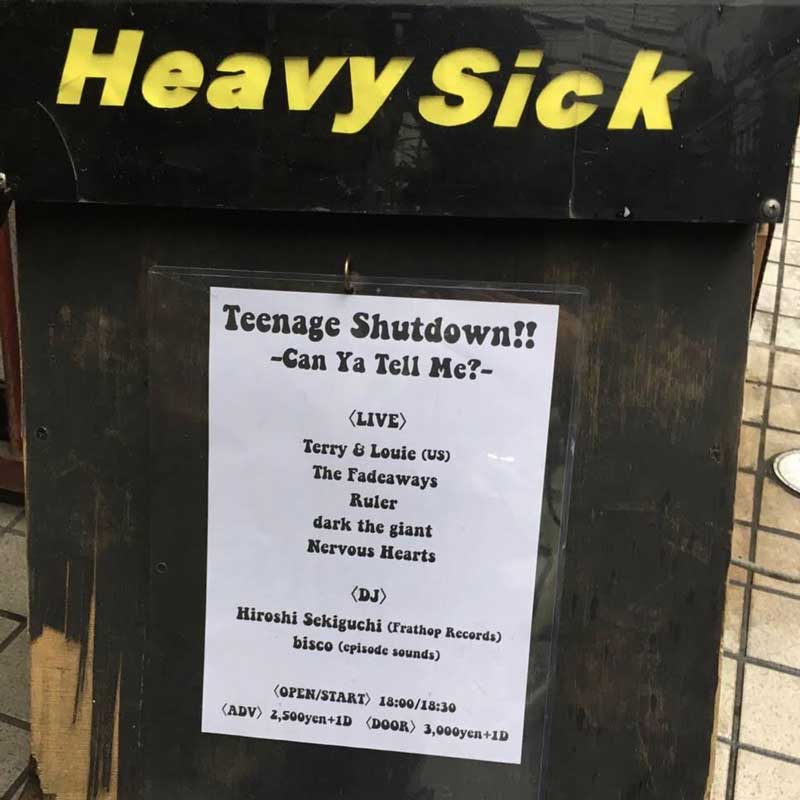 Heavy Sick
Teenage Shutdown!!
-Can Ya Tell Me?-
〈LIVE〉
Terry & Louie (US)
The Fadeaways
Ruler
dark the giant
Nervous Hearts
〈DJ〉
Hiroshi Sekiguchi (Frathop Records)
bisco (episode sounds)
〈OPEN/START〉 18:00/18:30
〈ADV〉 2,500yen+1D 〈DOOR〉 3,000yen+1D